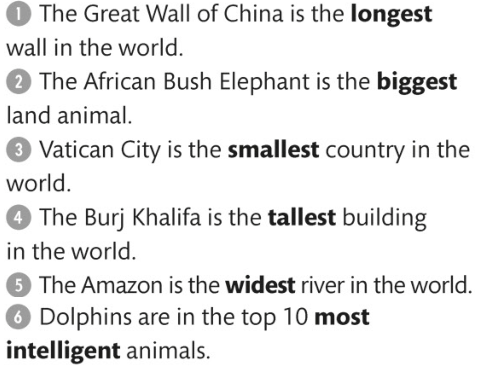 1 The Great Wall of China is the longest
wall in the world.
2 The African Bush Elephant is the biggest
land animal.
3 Vatican City is the smallest country in the
world.
4 The Burj Khalifa is the tallest building
in the world.
5 The Amazon is the widest river in the world.
6 Dolphins are in the top 10 most
intelligent animals.